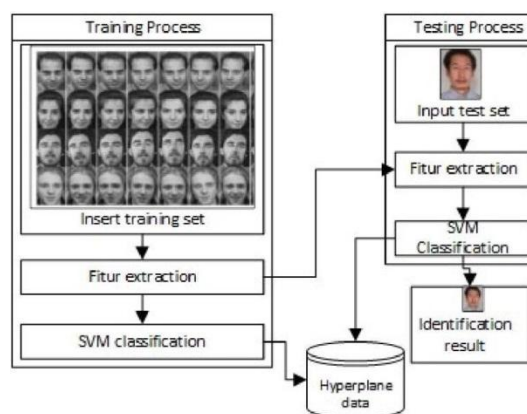 Training Process
Insert training set
Fitur extraction
SVM classification
Testing Process
Input test set
Fitur extraction
SVM
Classification
Identification
result
Hyperplane
data